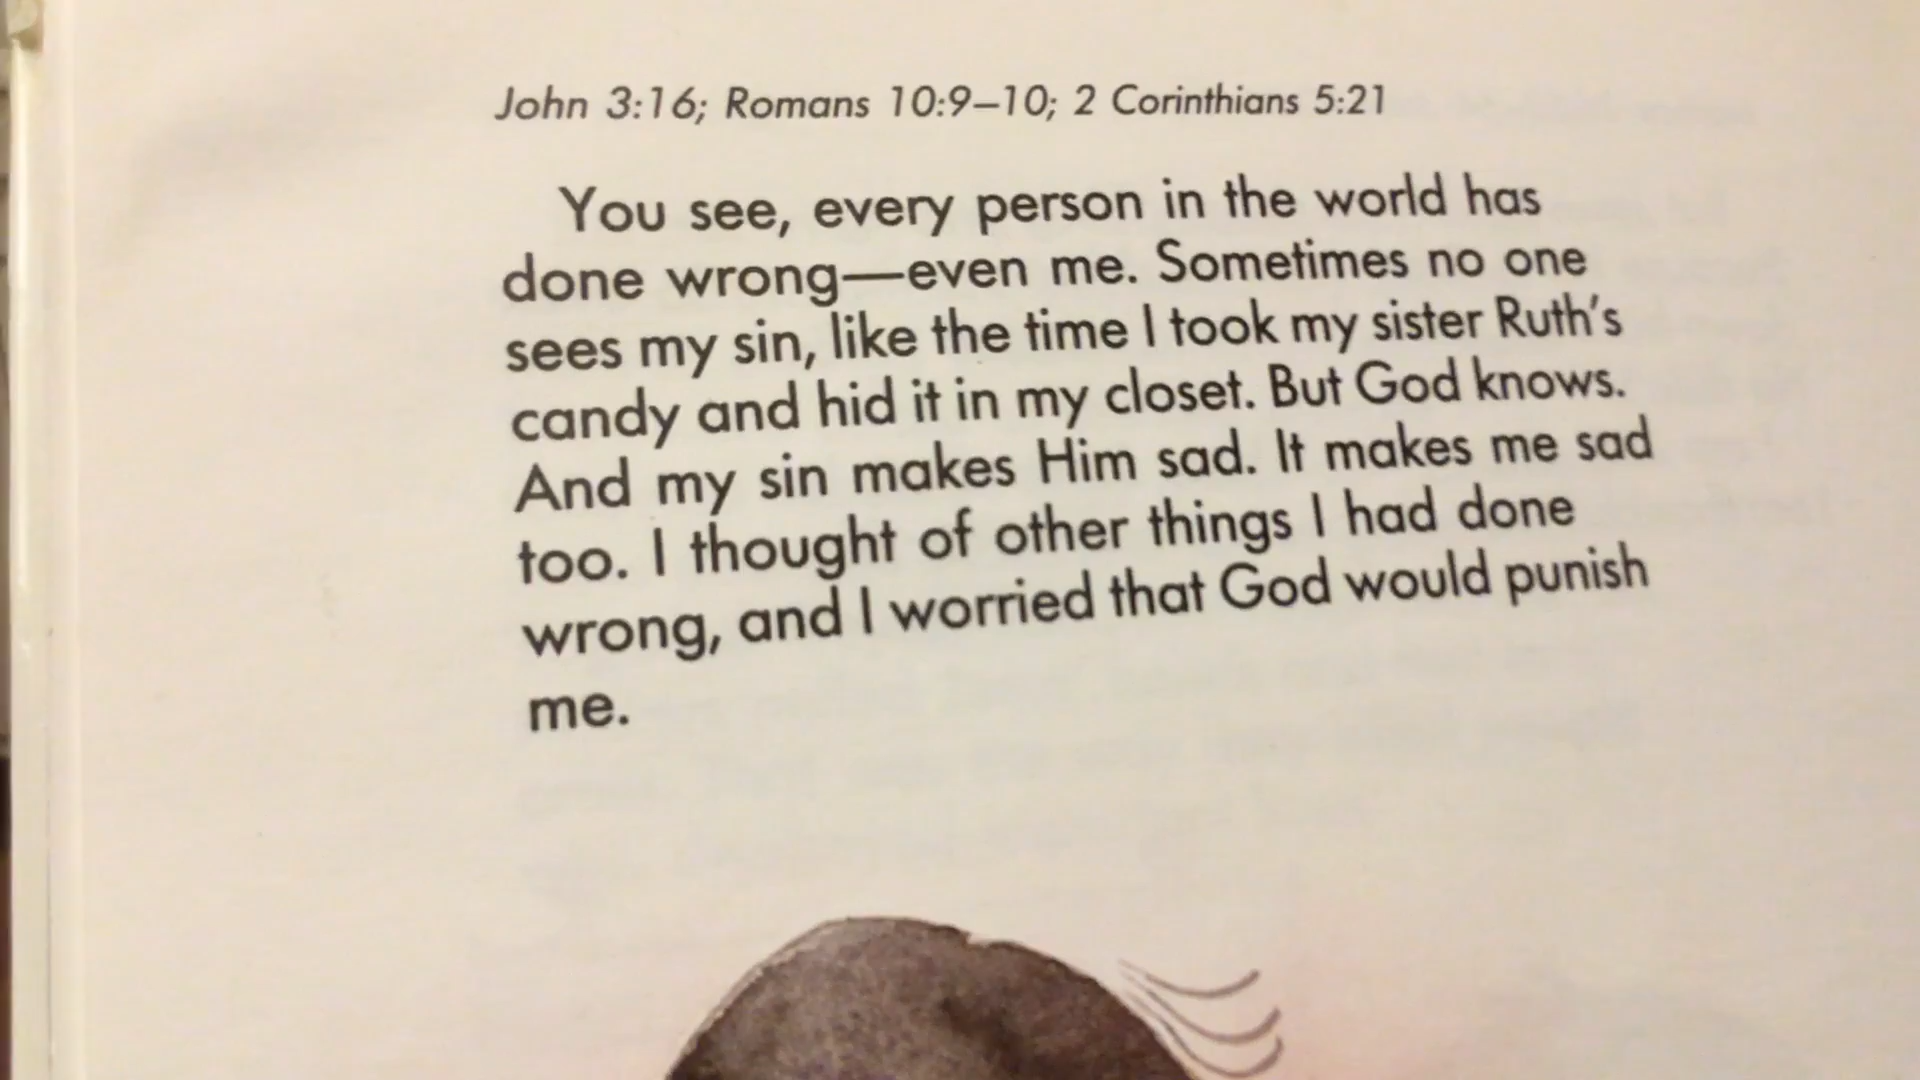 John 3:16; Romans 10:9–10; 2 Corinthians 5:21
You see, every person in the world has
done wrong—even me. Sometimes no one
sees my sin, like the time I took my sister Ruth's
candy and hid it in my closet. But God knows.
And my sin makes Him sad. It makes me sad
too. I thought of other things I had done
wrong, and I worried that God would punish
me.